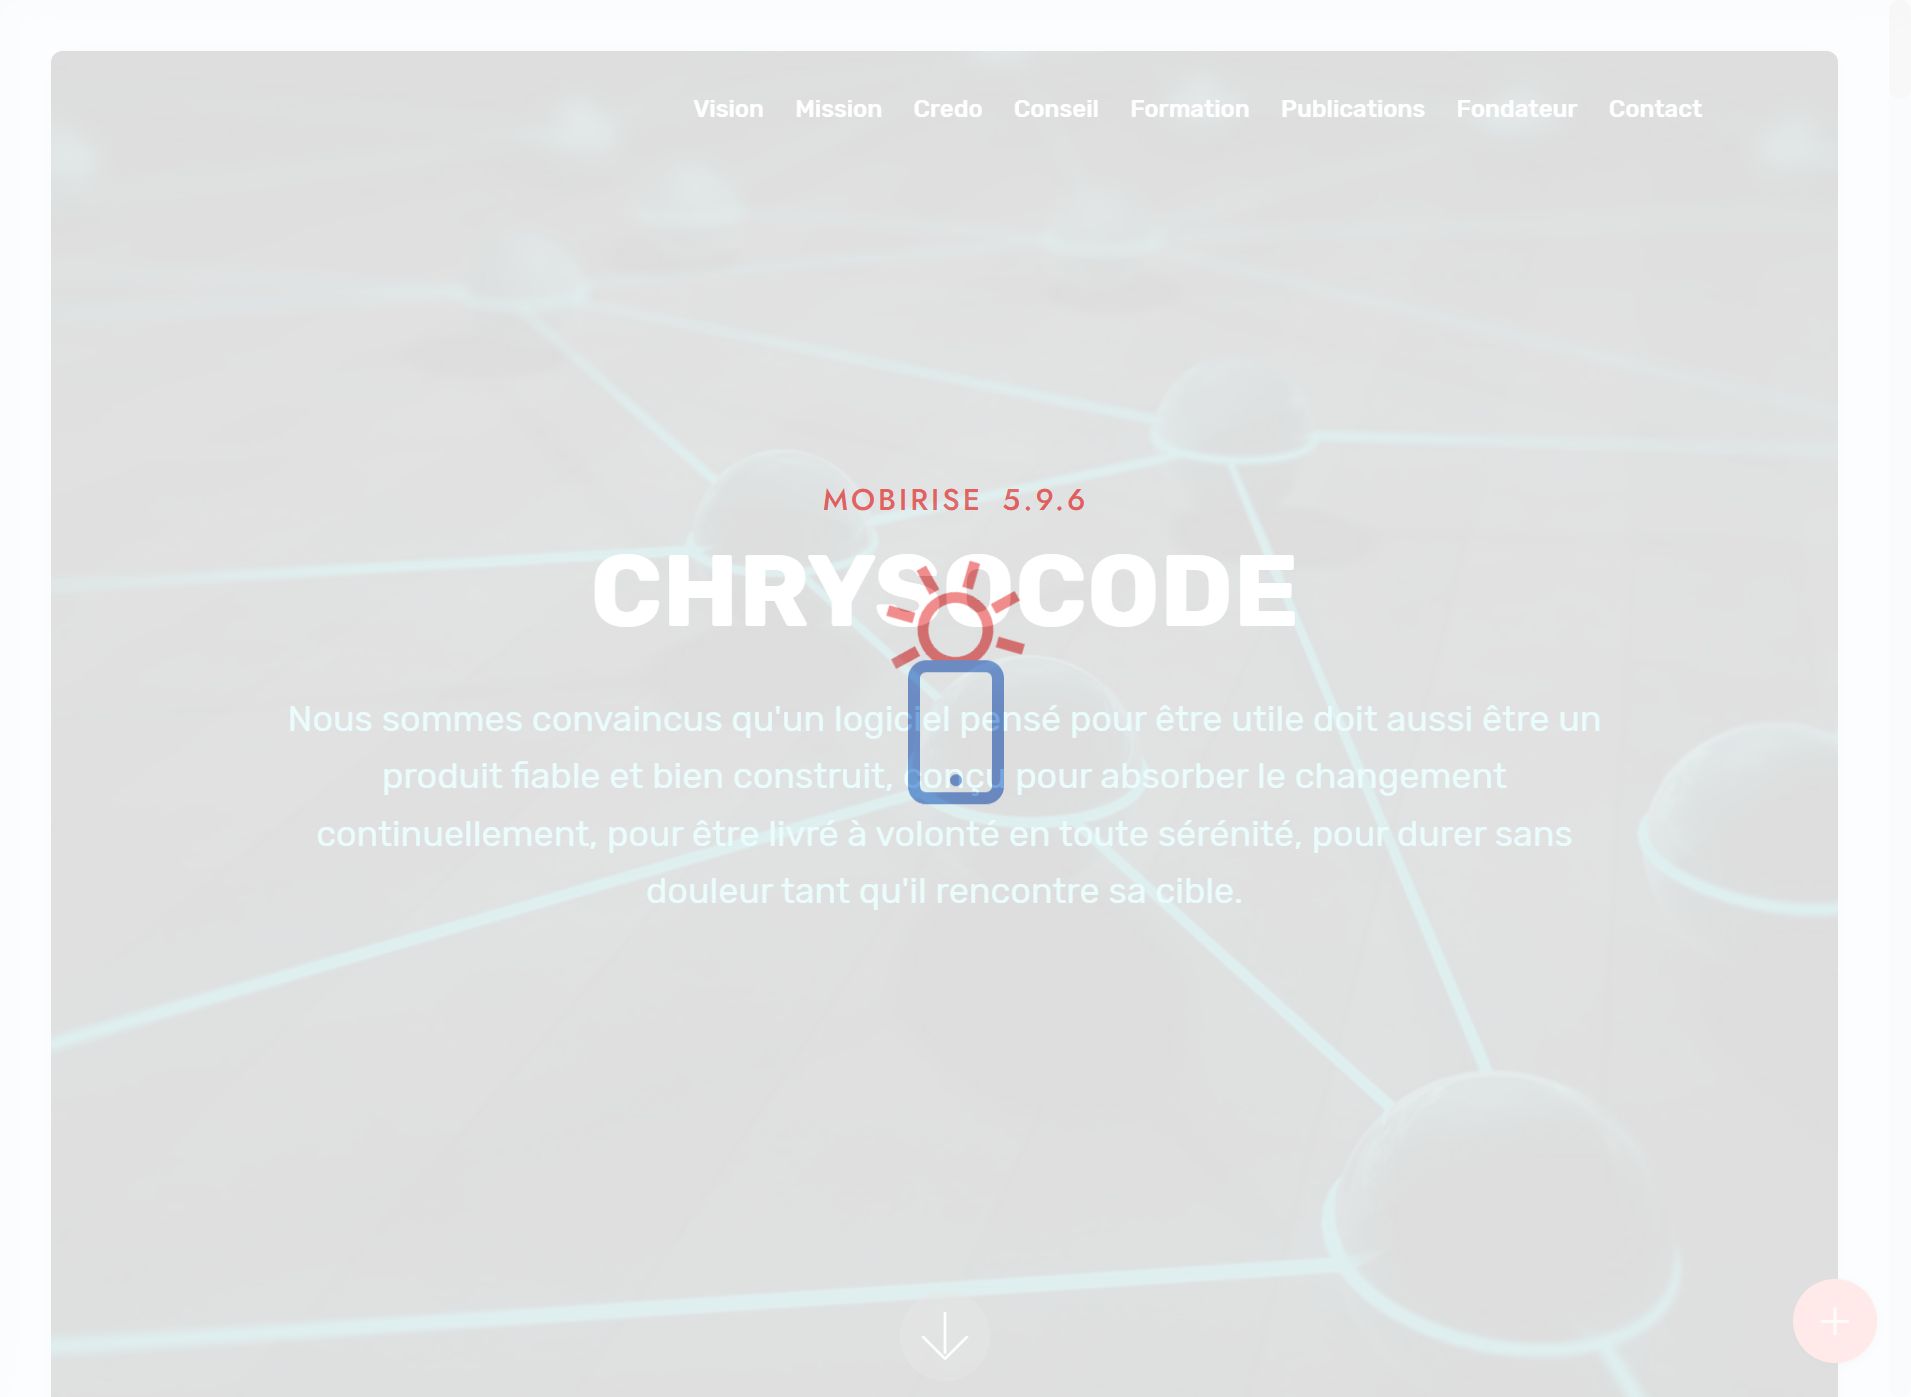 Vision Mission Credo Conseil Formation Publications Fondateur Contact
MOBIRISE 5.9.6
CHRYSOCODE
Nous sommes convaincus qu'un logiciel pensé pour être utile doit aussi être un
produit fiable et bien construit, conçu pour absorber le changement
continuellement, pour être livré à volonté en toute sérénité, pour durer sans
douleur tant qu'il rencontre sa cible.